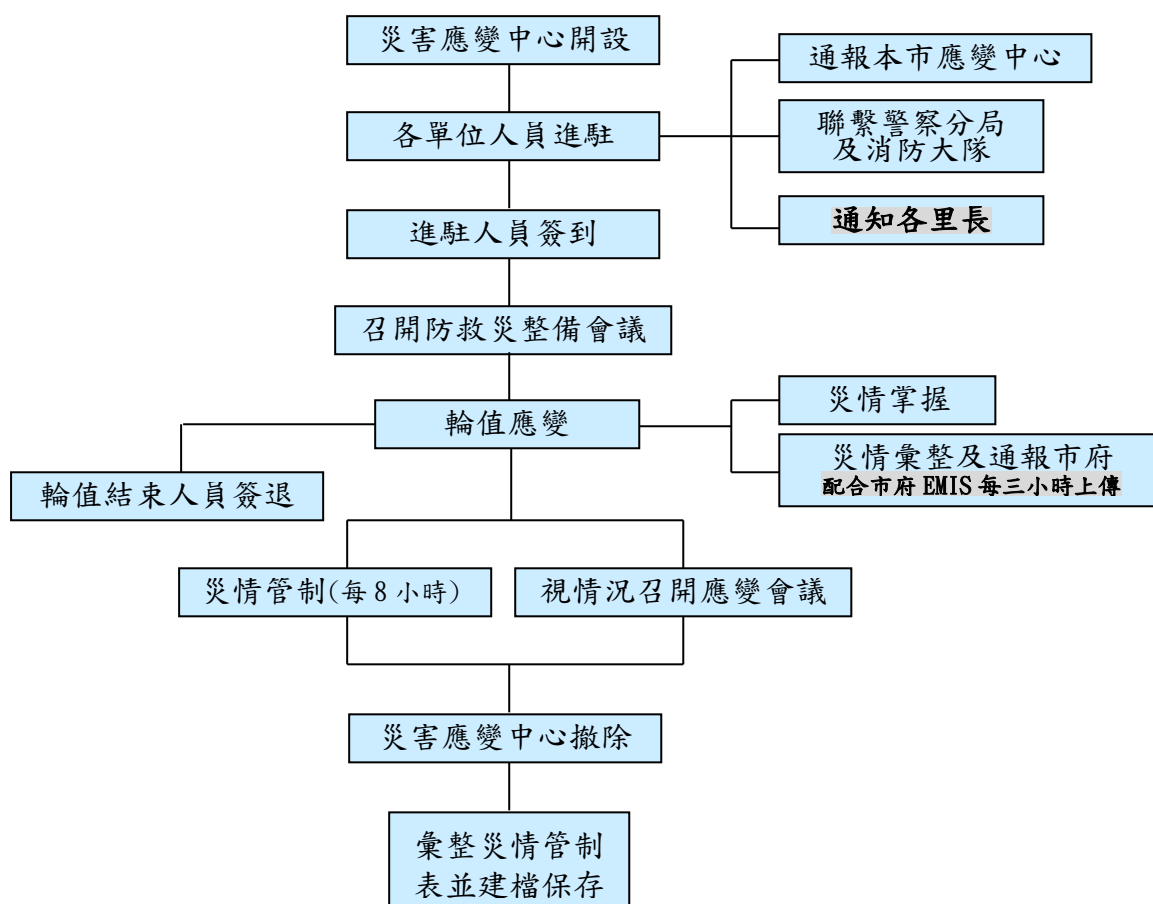 災害應變中心開設
通報本市應變中心
各單位人員進駐
聯繫警察分局
及消防大隊
進駐人員簽到
通知各里長
召開防救災整備會議
輪值應變
災情掌握
災情彙整及通報市府
配合市府 EMIS 每三小時上傳
輪值結束人員簽退
災情管制(每 8 小時)
視情況召開應變會議
災害應變中心撤除
彙整災情管制
表並建檔保存